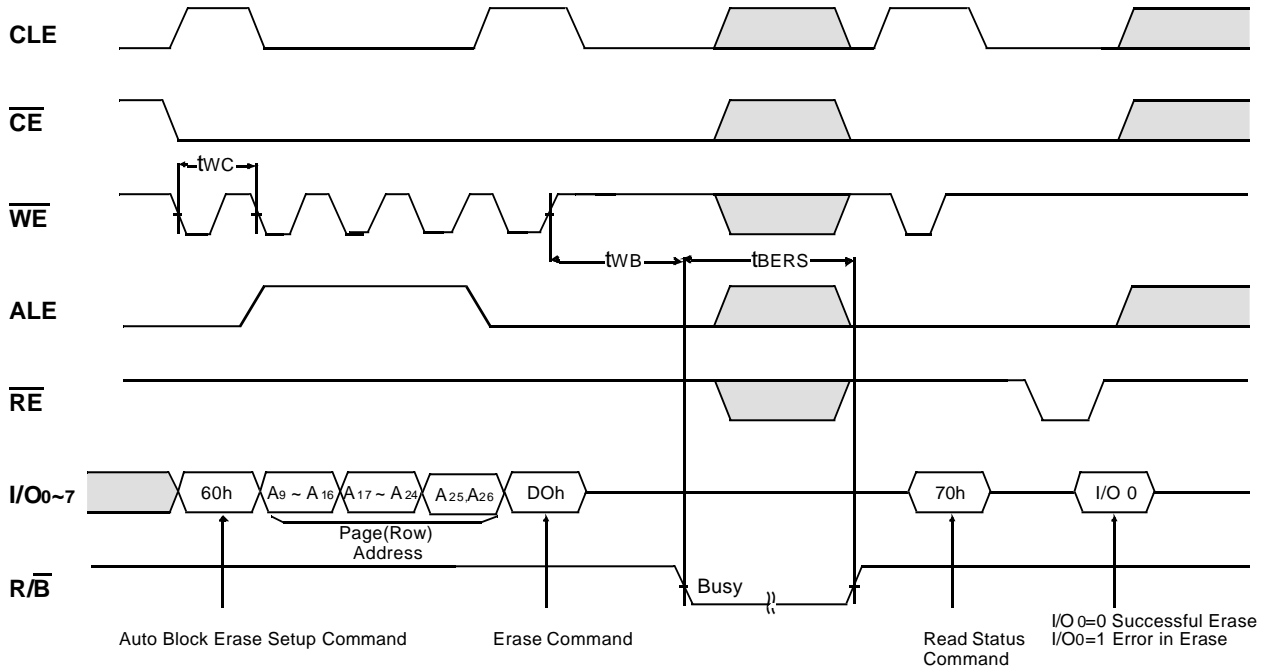 CLE
CE
tWC
WE
tWB
tBERS
ALE
RE
I/O0~7
60h
A9 ~ A16
A17 ~ A24
A25,A26
DOh
70h
I/O 0
Page(Row)
Address
R/B
Busy
Auto Block Erase Setup Command
Erase Command
Read Status
Command
I/O 0=0 Successful Erase
I/O0=1 Error in Erase